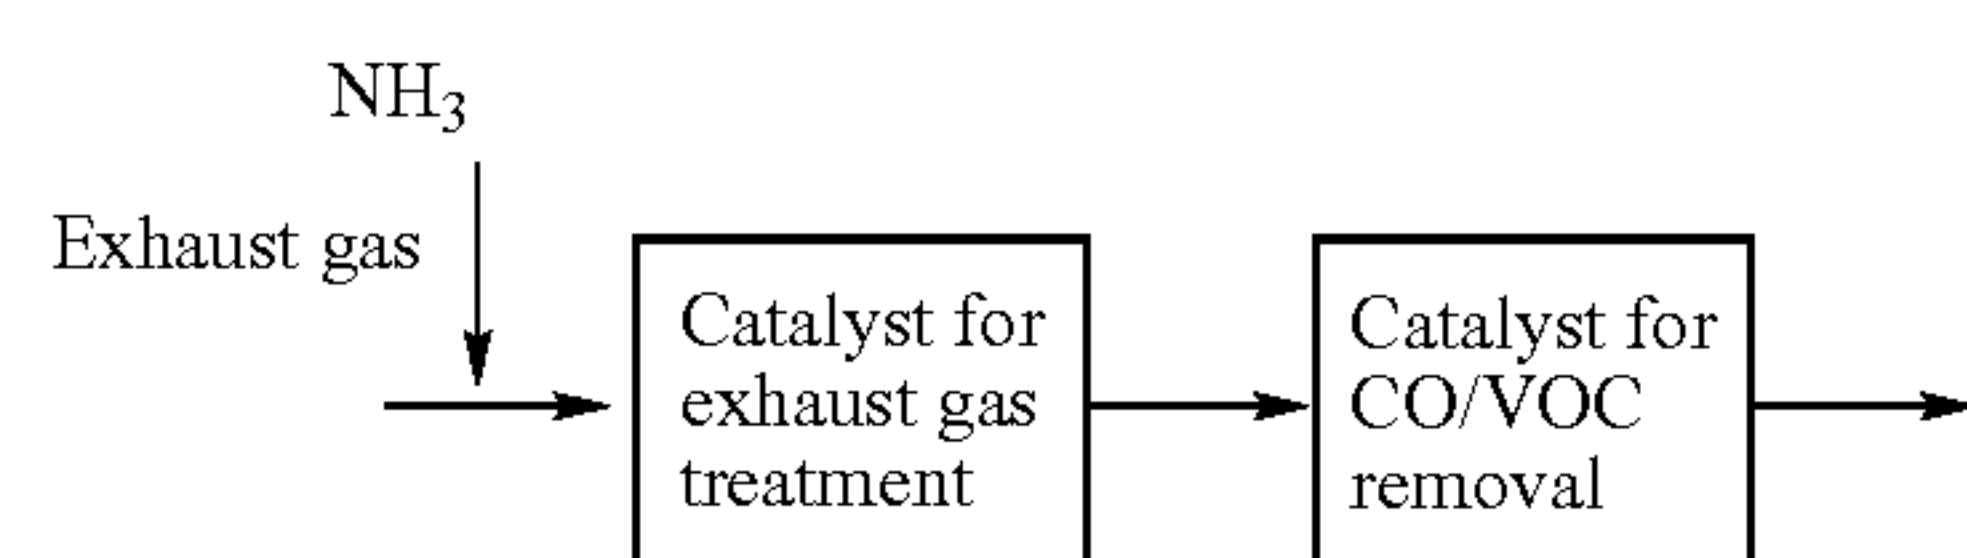 NH₃
Exhaust gas
Catalyst for
exhaust gas
treatment
Catalyst for
CO/VOC
removal